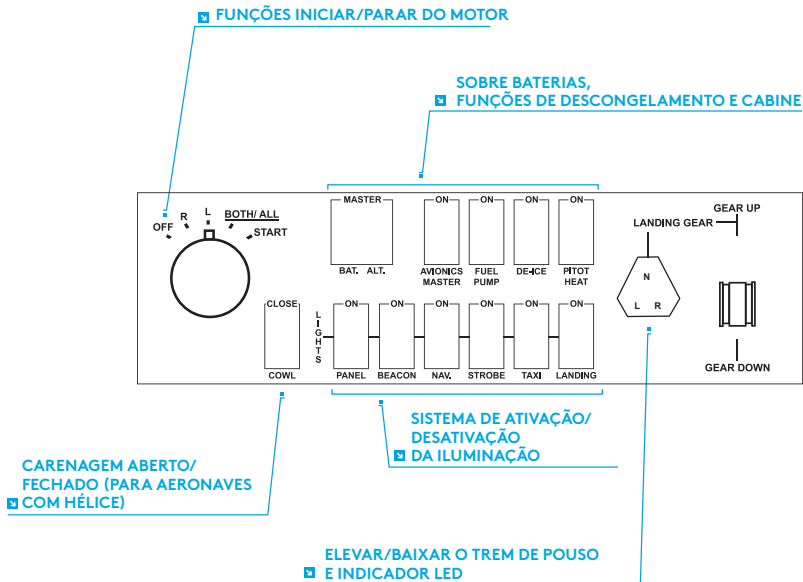 FUNÇÕES INICIAR/PARAR DO MOTOR
SOBRE BATERIAS,
FUNÇÕES DE DESCONGELAMENTO E CABINE
OFF R L BOTH/ ALL START
MASTER ON ON ON ON
BAT. ALT.
AVIONICS MASTER
FUEL PUMP
DE-ICE
PITOT HEAT
LANDING GEAR
GEAR UP
N
L R
GEAR DOWN
CLOSE
COWL
LIGHTS
ON ON ON ON ON ON
PANEL BEACON NAV. STROBE TAXI LANDING
SISTEMA DE ATIVAÇÃO/
DESATIVAÇÃO
DA ILUMINAÇÃO
CARENAGEM ABERTO/
FECHADO (PARA AERONAVES
COM HÉLICE)
ELEVAR/BAIXAR O TREM DE POUSO
E INDICADOR LED